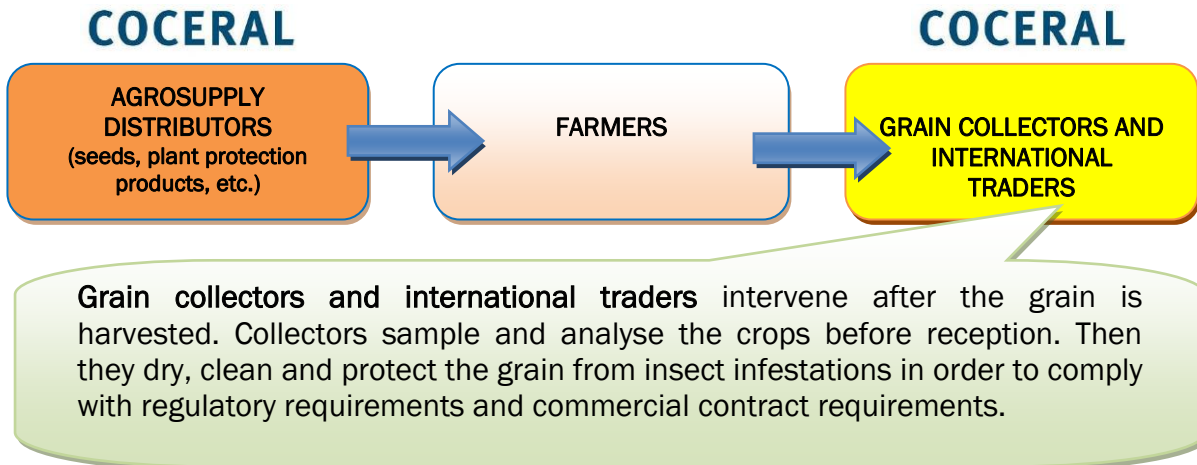 COCERAL
COCERAL
AGROSUPPLY
DISTRIBUTORS
(seeds, plant protection
products, etc.)
FARMERS
GRAIN COLLECTORS AND
INTERNATIONAL
TRADERS
Grain collectors and international traders intervene after the grain is
harvested. Collectors sample and analyse the crops before reception. Then
they dry, clean and protect the grain from insect infestations in order to comply
with regulatory requirements and commercial contract requirements.